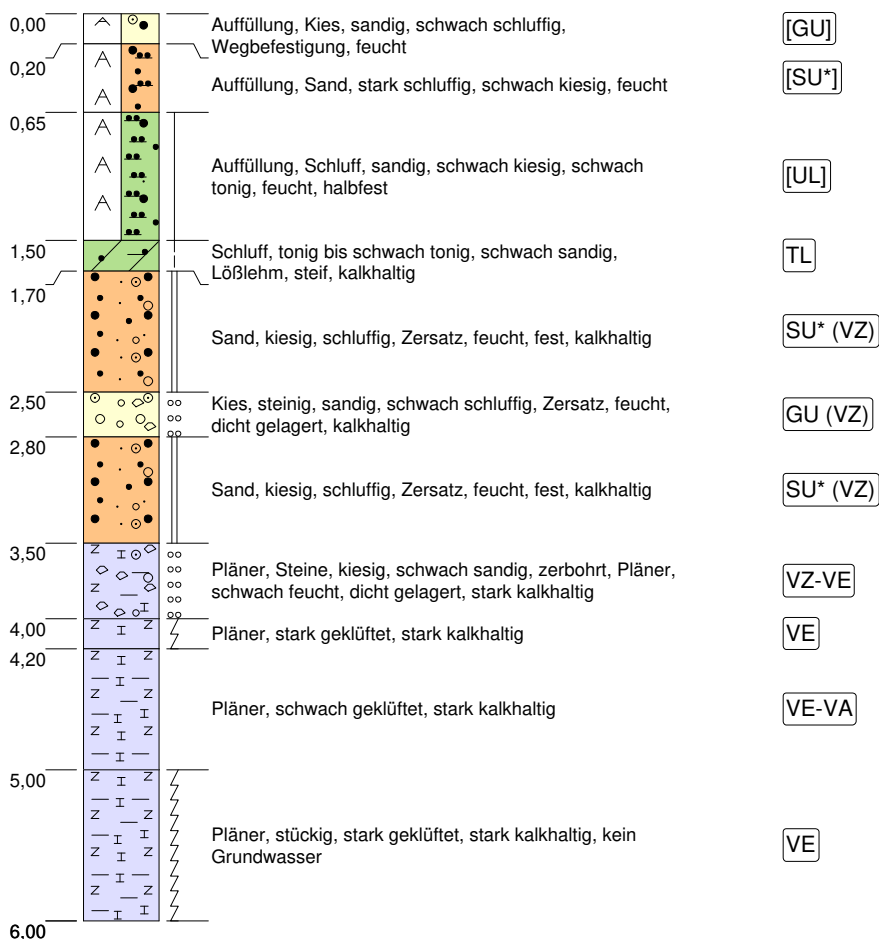 0,00
Auffüllung, Kies, sandig, schwach schluffig,
Wegbefestigung, feucht
[GU]
0,20
Auffüllung, Sand, stark schluffig, schwach kiesig, feucht
[SU*]
0,65
Auffüllung, Schluff, sandig, schwach kiesig, schwach
tonig, feucht, halbfest
[UL]
1,50
Schluff, tonig bis schwach tonig, schwach sandig,
Lößlehm, steif, kalkhaltig
TL
1,70
Sand, kiesig, schluffig, Zersatz, feucht, fest, kalkhaltig
SU* (VZ)
2,50
Kies, steinig, sandig, schwach schluffig, Zersatz, feucht,
dicht gelagert, kalkhaltig
GU (VZ)
2,80
Sand, kiesig, schluffig, Zersatz, feucht, fest, kalkhaltig
SU* (VZ)
3,50
Pläner, Steine, kiesig, schwach sandig, zerbohrt, Pläner,
schwach feucht, dicht gelagert, stark kalkhaltig
VZ-VE
4,00
Pläner, stark geklüftet, stark kalkhaltig
VE
4,20
Pläner, schwach geklüftet, stark kalkhaltig
VE-VA
5,00
Pläner, stückig, stark geklüftet, stark kalkhaltig, kein
Grundwasser
VE
6,00